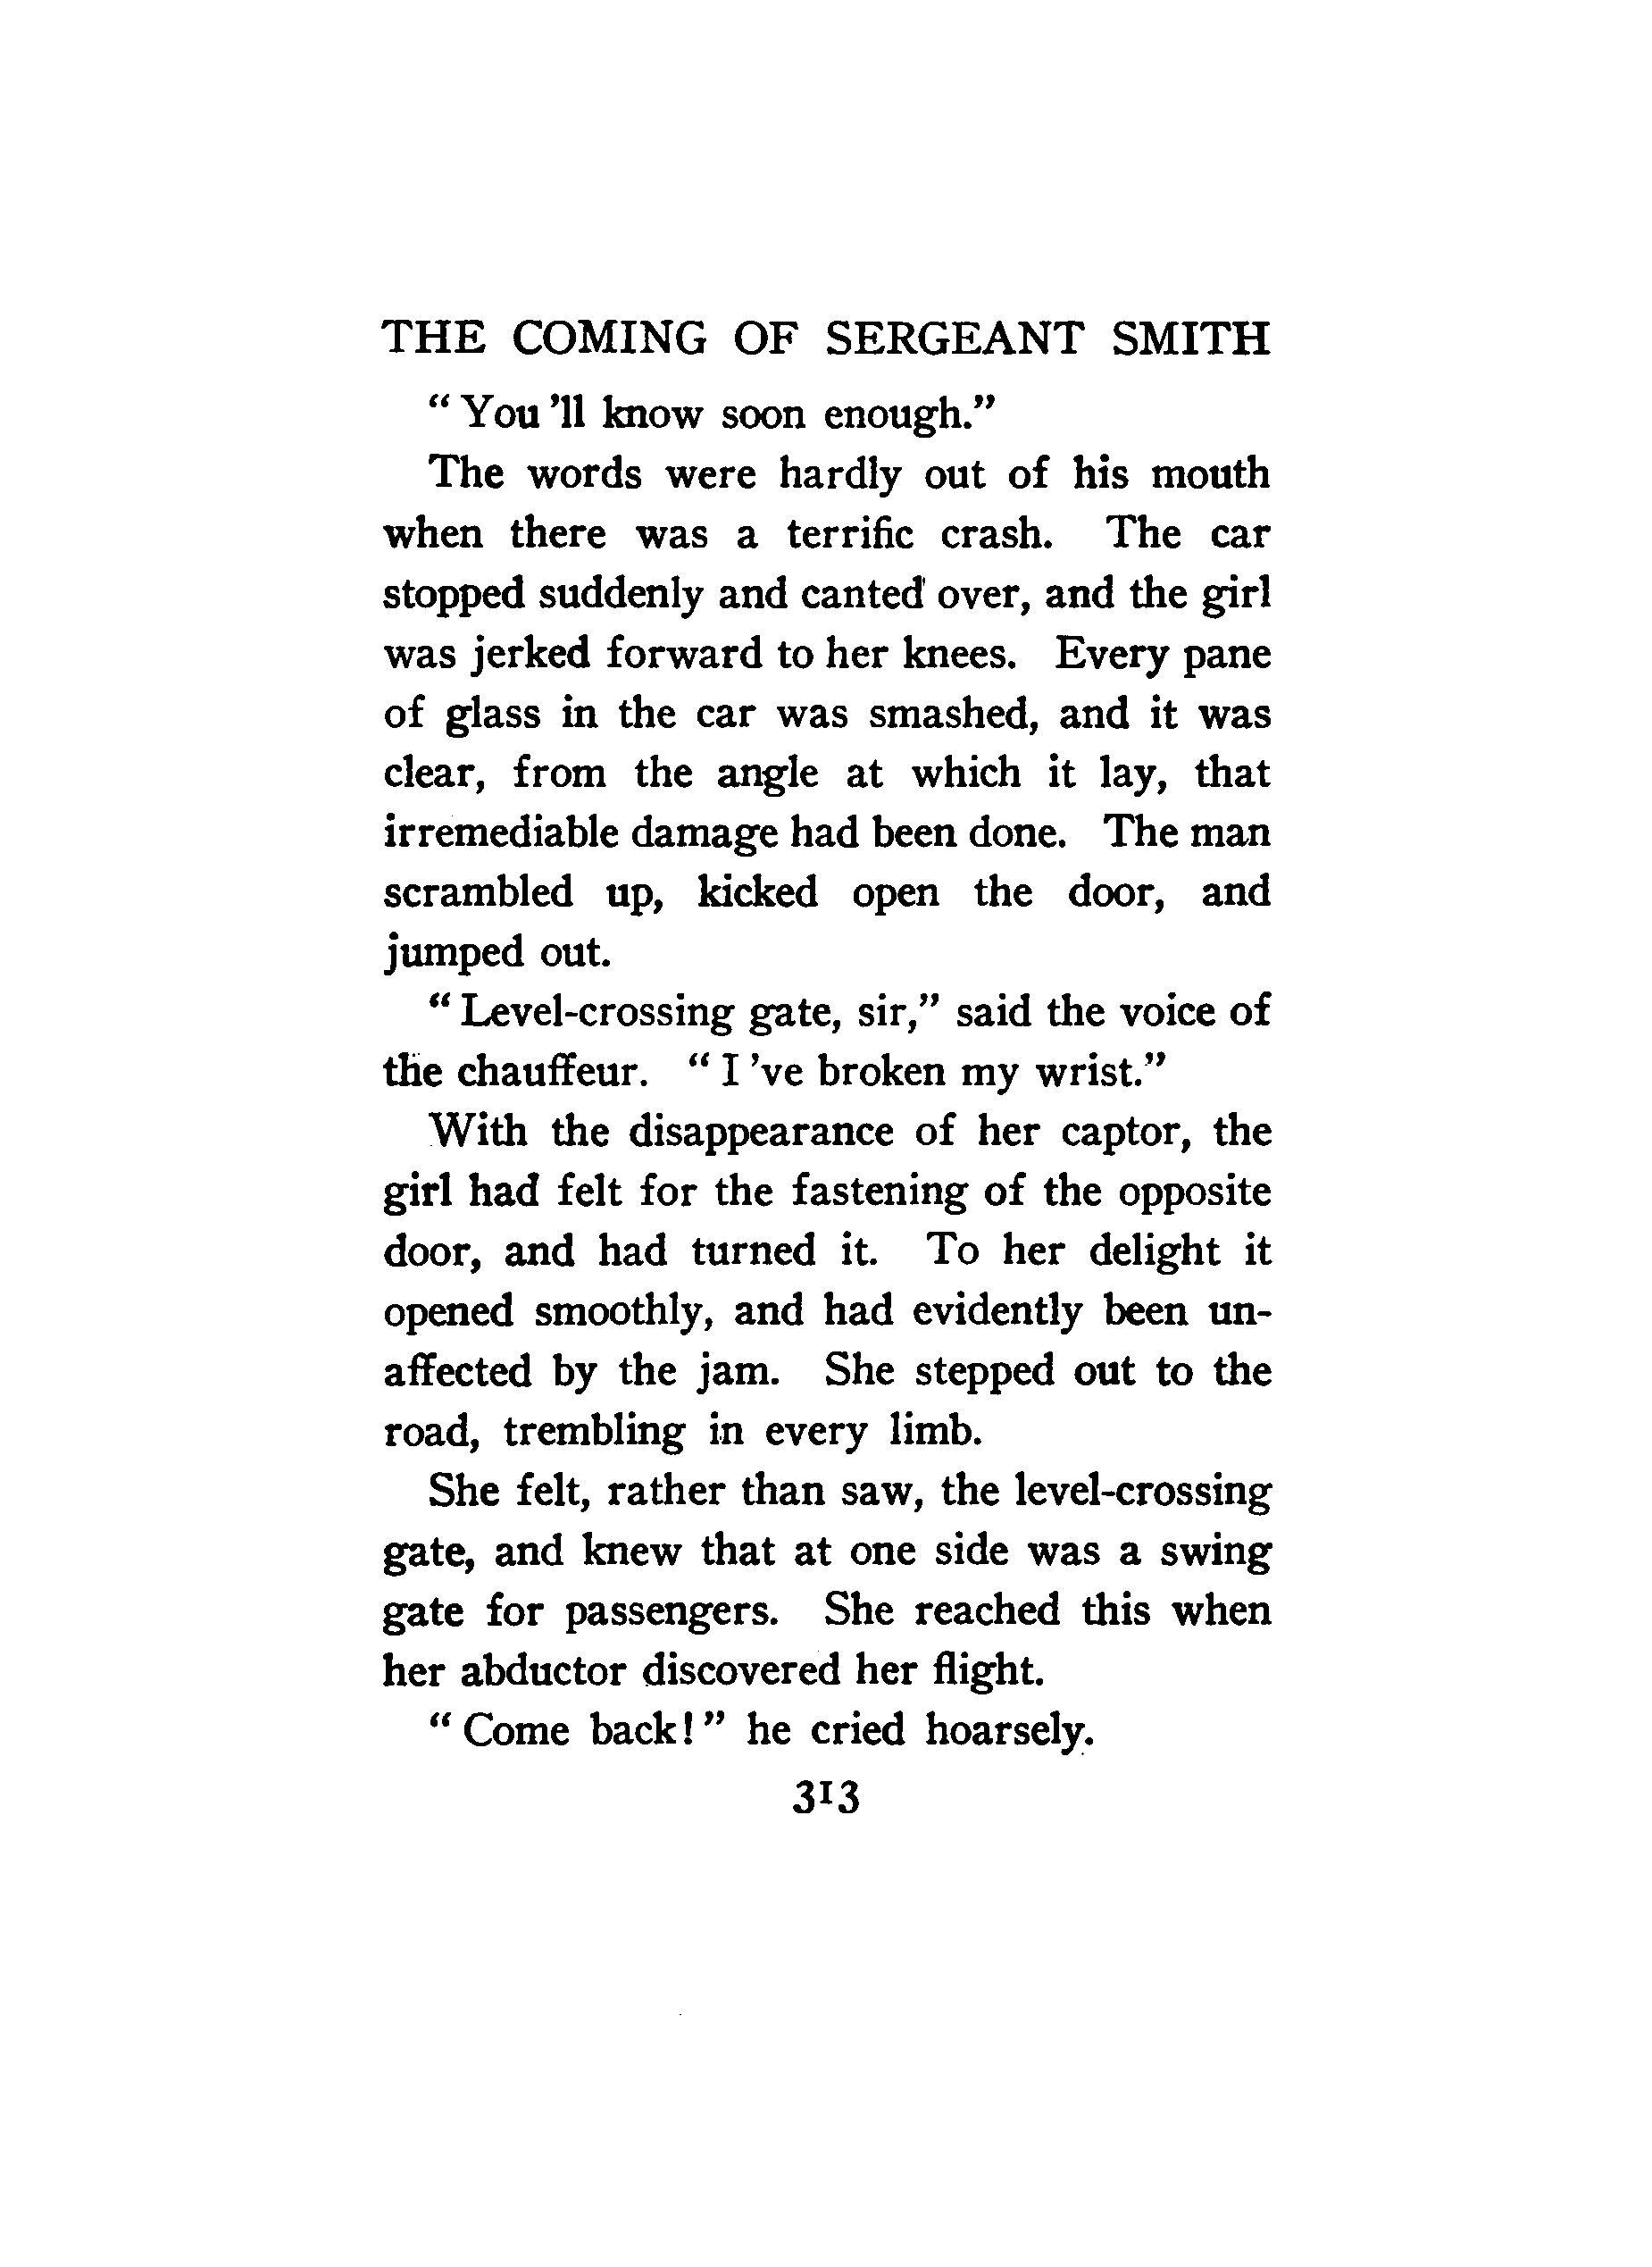 THE COMING OF SERGEANT SMITH
“ You ’ll know soon enough.”
The words were hardly out of his mouth
when there was a terrific crash. The car
stopped suddenly and canted over, and the girl
was jerked forward to her knees. Every pane
of glass in the car was smashed, and it was
clear, from the angle at which it lay, that
irremediable damage had been done. The man
scrambled up, kicked open the door, and
jumped out.
“ Level-crossing gate, sir,” said the voice of
the chauffeur. “ I ’ve broken my wrist.”
With the disappearance of her captor, the
girl had felt for the fastening of the opposite
door, and had turned it. To her delight it
opened smoothly, and had evidently been un-
affected by the jam. She stepped out to the
road, trembling in every limb.
She felt, rather than saw, the level-crossing
gate, and knew that at one side was a swing
gate for passengers. She reached this when
her abductor discovered her flight.
“ Come back! ” he cried hoarsely.
313